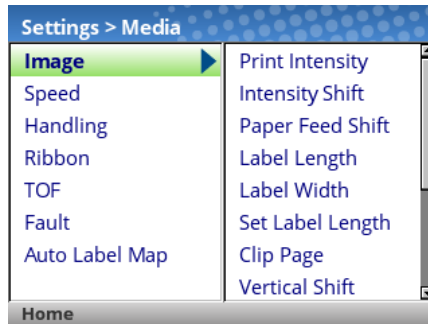 Settings > Media
Image
Speed
Handling
Ribbon
TOF
Fault
Auto Label Map
Print Intensity
Intensity Shift
Paper Feed Shift
Label Length
Label Width
Set Label Length
Clip Page
Vertical Shift
Home